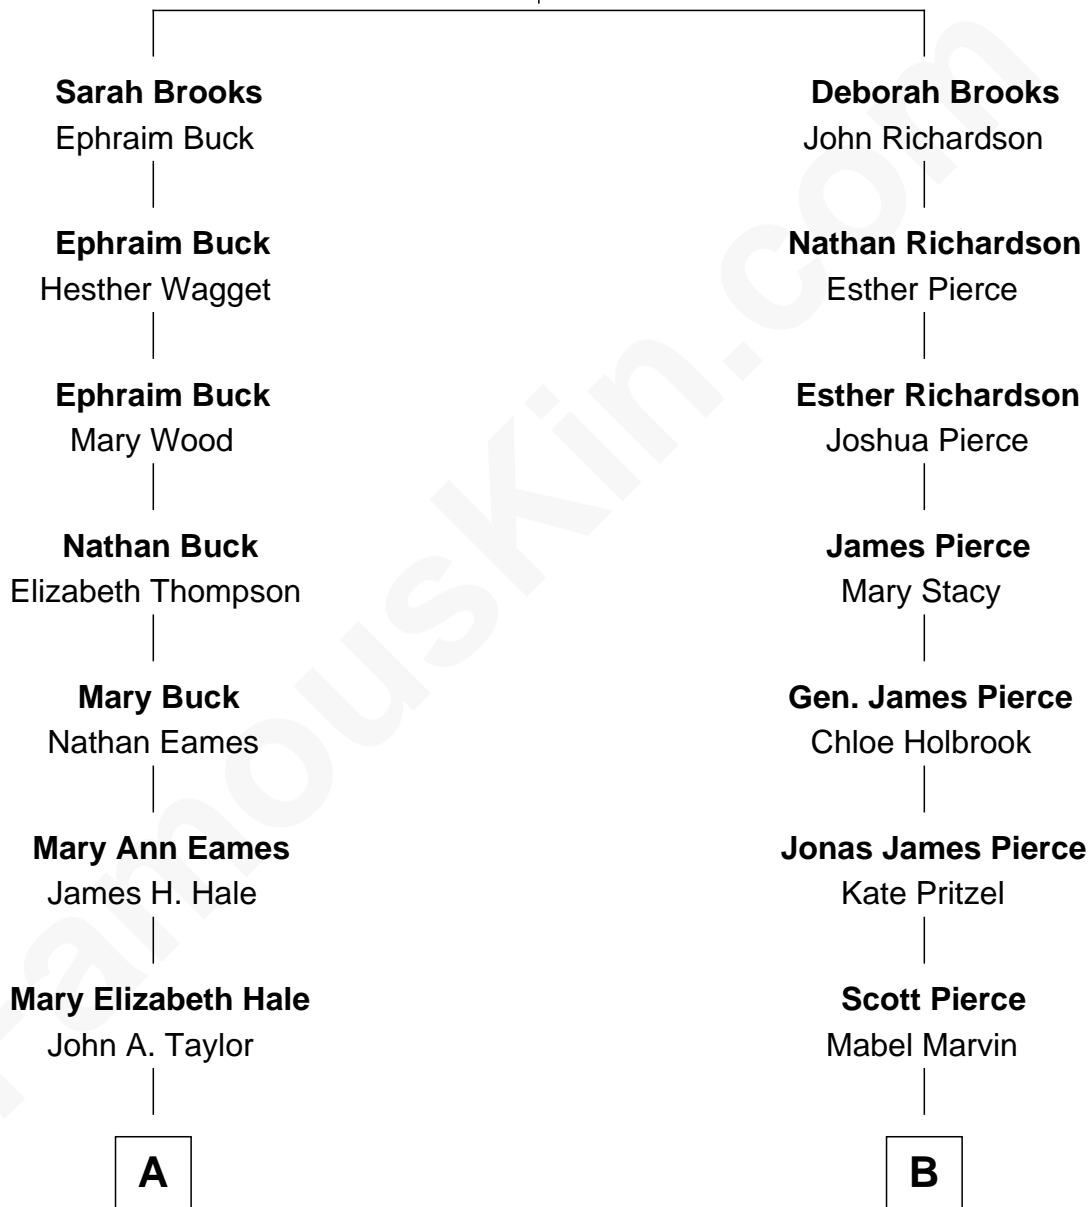 Sarah Brooks
Ephraim Buck
Ephraim Buck
Hesther Wagget
Ephraim Buck
Mary Wood
Nathan Buck
Elizabeth Thompson
Mary Buck
Nathan Eames
Mary Ann Eames
James H. Hale
Mary Elizabeth Hale
John A. Taylor
A
Deborah Brooks
John Richardson
Nathan Richardson
Esther Pierce
Esther Richardson
Joshua Pierce
James Pierce
Mary Stacy
Gen. James Pierce
Chloe Holbrook
Jonas James Pierce
Kate Pritzel
Scott Pierce
Mabel Marvin
B
FamousKin.com